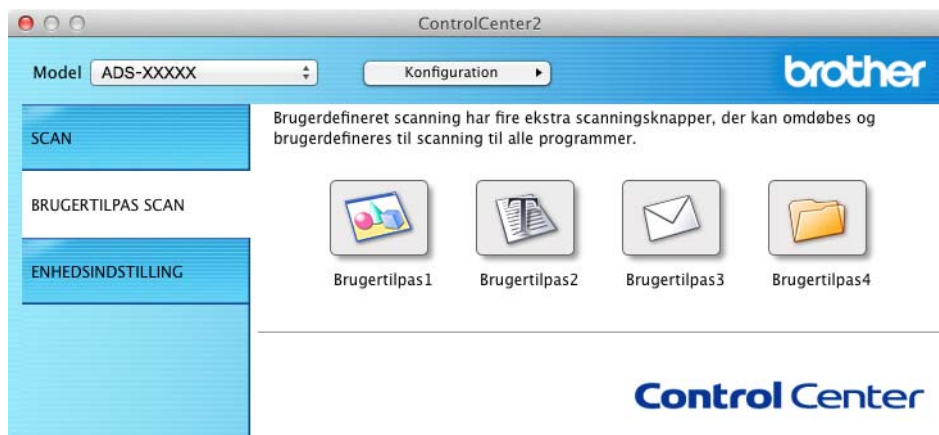 ControlCenter2
Model ADS-XXXXX Konfiguration brother
SCAN
BRUGERTILPAS SCAN
ENHEDSINDSTILLING
Brugerdefineret scanning har fire ekstra scanningsknapper, der kan omdøbes og
brugerdefineres til scanning til alle programmer.
T
Brugertilpas1 Brugertilpas2 Brugertilpas3 Brugertilpas4
Control Center